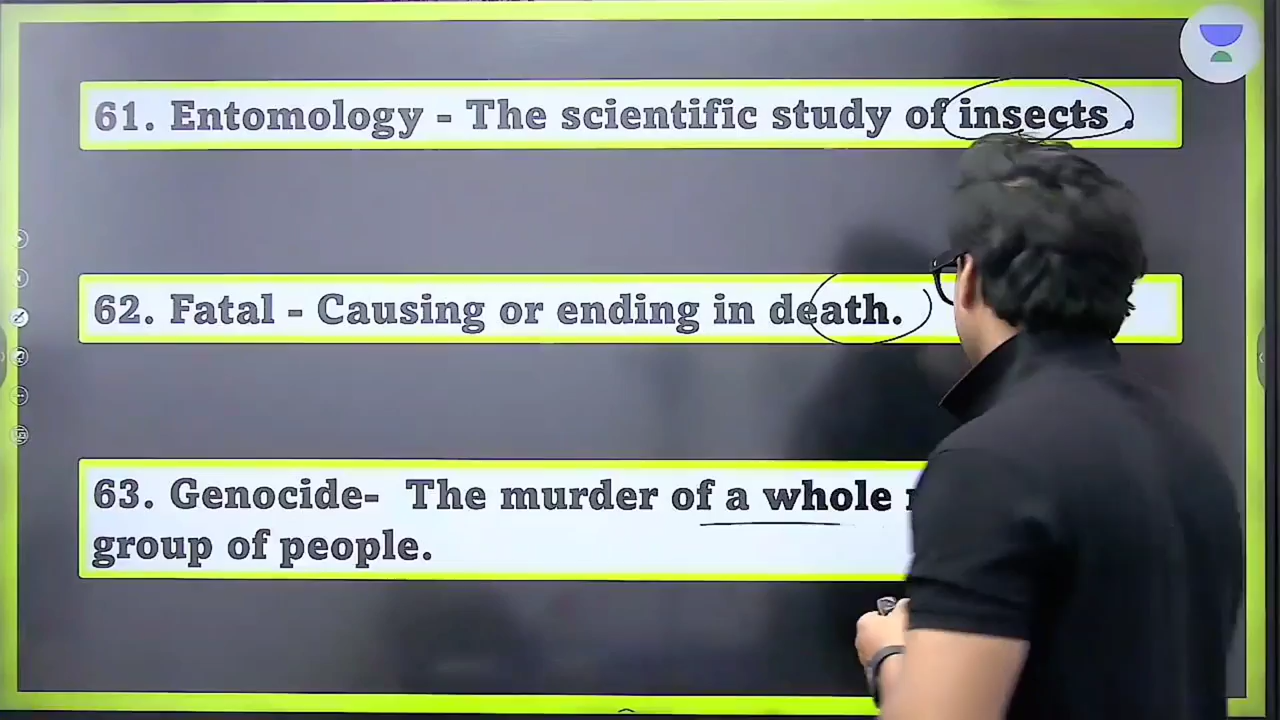 61. Entomology - The scientific study of insects .
62. Fatal - Causing or ending in death.
63. Genocide- The murder of a whole
group of people.